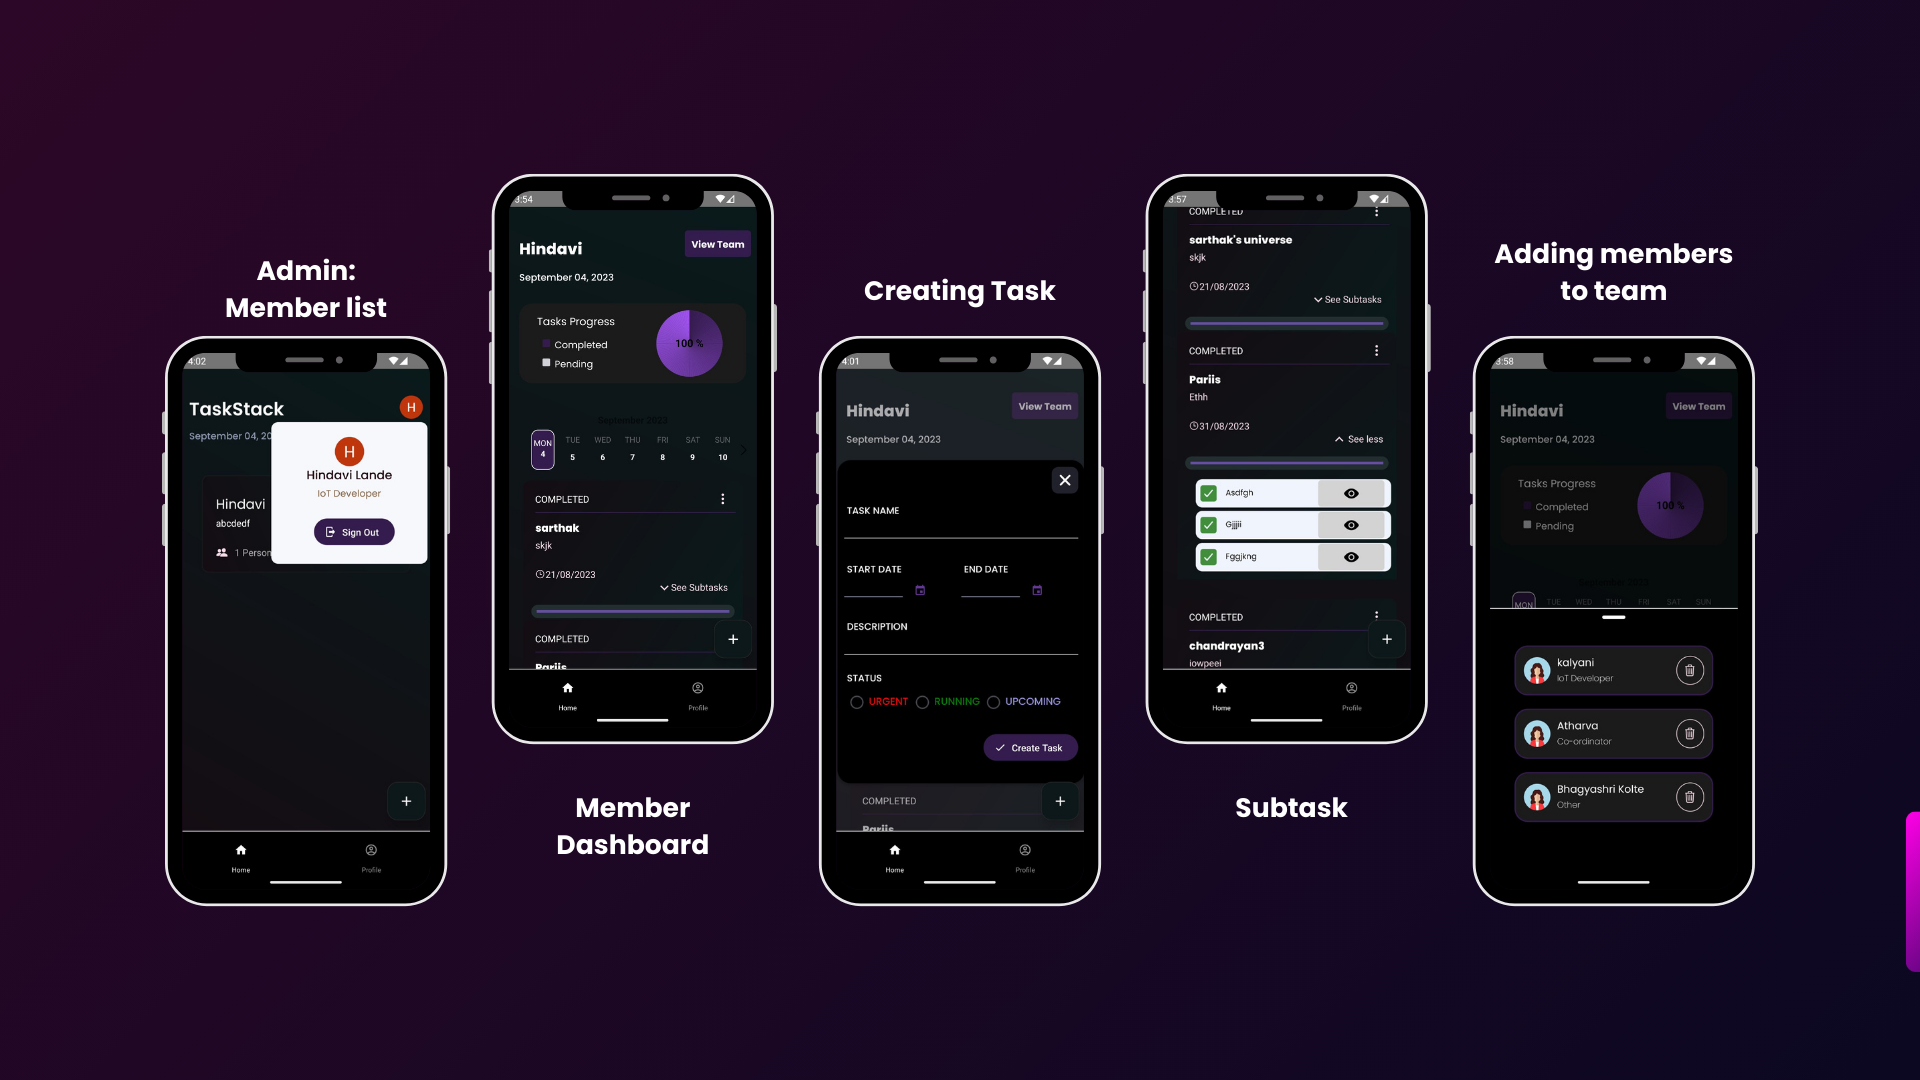 Admin:
Member list
4:02
TaskStack
H
September 04, 20
H
Hindavi Lande
IoT Developer
Sign Out
Hindavi
abcdedf
1 Person
+
Home
Profile
3:54
Hindavi
View Team
September 04, 2023
Tasks Progress
Completed
Pending
100 %
September 2023
MON TUE WED THU FRI SAT SUN
4 5 6 7 8 9 10
COMPLETED
sarthak
skjk
21/08/2023
See Subtasks
COMPLETED
Pariis
+
Home
Profile
Member
Dashboard
Creating Task
4:01
Hindavi
View Team
September 04, 2023
TASK NAME
START DATE
END DATE
DESCRIPTION
STATUS
URGENT
RUNNING
UPCOMING
Create Task
COMPLETED
Pariis
+
Home
Profile
3:57
COMPLETED
sarthak's universe
skjk
21/08/2023
See Subtasks
COMPLETED
Pariis
Ethh
31/08/2023
See less
Asdfgh
Gjjjii
Fggjkng
COMPLETED
chandrayan3
iowpeei
+
Home
Profile
Subtask
Adding members
to team
3:58
Hindavi
View Team
September 04, 2023
Tasks Progress
Completed
Pending
100 %
September 2023
MON TUE WED THU FRI SAT SUN
kalyani
IoT Developer
Atharva
Co-ordinator
Bhagyashri Kolte
Other